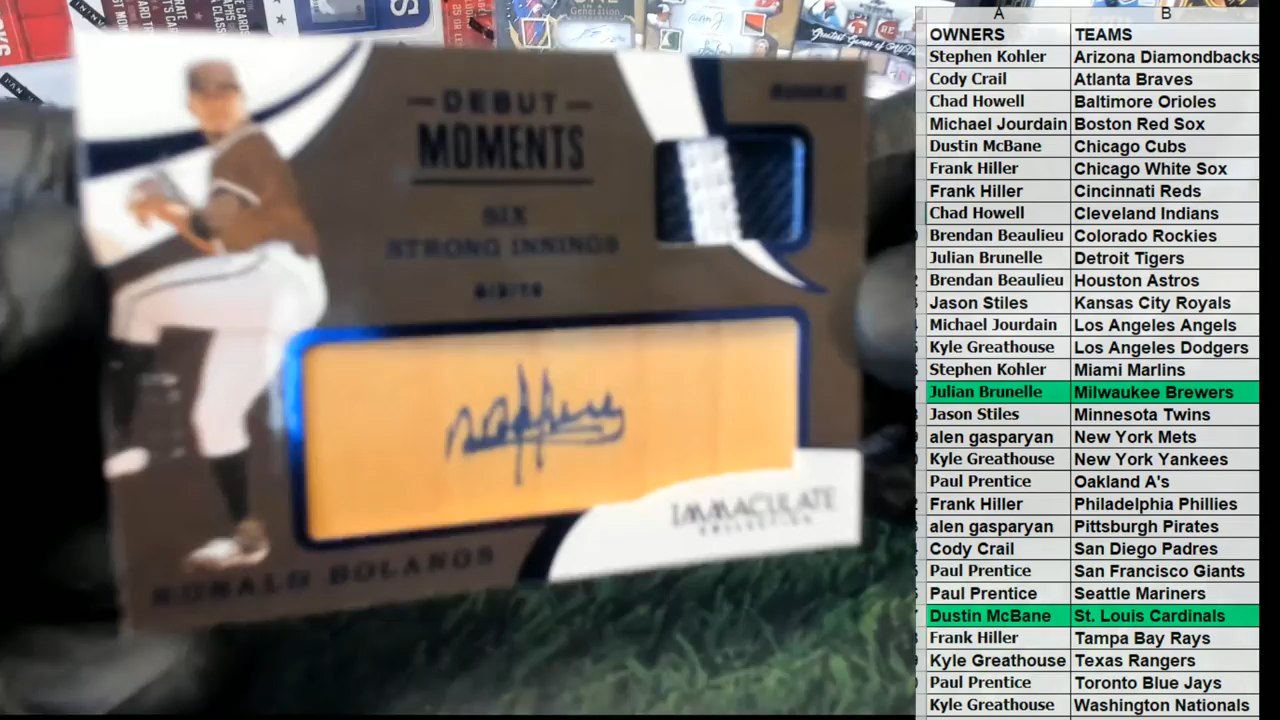 Generation
— DEBUT —
MOMENTS
SIX
STRONG INNINGS
ROOKIE
IMMACULATE
COLLECTION
RONALD BOLANOS
A B
OWNERS TEAMS
Stephen Kohler Arizona Diamondbacks
Cody Crail Atlanta Braves
Chad Howell Baltimore Orioles
Michael Jourdain Boston Red Sox
Dustin McBane Chicago Cubs
Frank Hiller Chicago White Sox
Frank Hiller Cincinnati Reds
Chad Howell Cleveland Indians
Brendan Beaulieu Colorado Rockies
Julian Brunelle Detroit Tigers
Brendan Beaulieu Houston Astros
Jason Stiles Kansas City Royals
Michael Jourdain Los Angeles Angels
Kyle Greathouse Los Angeles Dodgers
Stephen Kohler Miami Marlins
Julian Brunelle Milwaukee Brewers
Jason Stiles Minnesota Twins
alen gasparyan New York Mets
Kyle Greathouse New York Yankees
Paul Prentice Oakland A's
Frank Hiller Philadelphia Phillies
alen gasparyan Pittsburgh Pirates
Cody Crail San Diego Padres
Paul Prentice San Francisco Giants
Paul Prentice Seattle Mariners
Dustin McBane St. Louis Cardinals
Frank Hiller Tampa Bay Rays
Kyle Greathouse Texas Rangers
Paul Prentice Toronto Blue Jays
Kyle Greathouse Washington Nationals